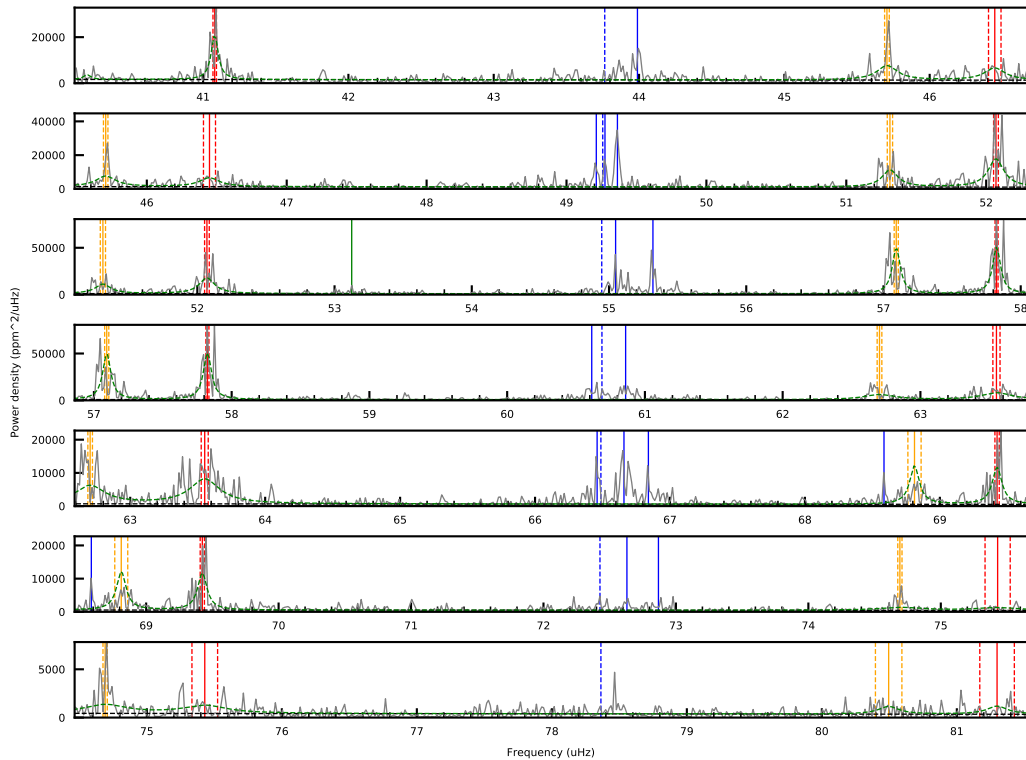 20000
0
41 42 43 44 45 46
40000
20000
0
46 47 48 49 50 51 52
50000
0
52 53 54 55 56 57 58
50000
0
57 58 59 60 61 62 63
Power density (ppm^2/uHz)
20000
10000
0
63 64 65 66 67 68 69
20000
10000
0
69 70 71 72 73 74 75
5000
0
75 76 77 78 79 80 81
Frequency (uHz)